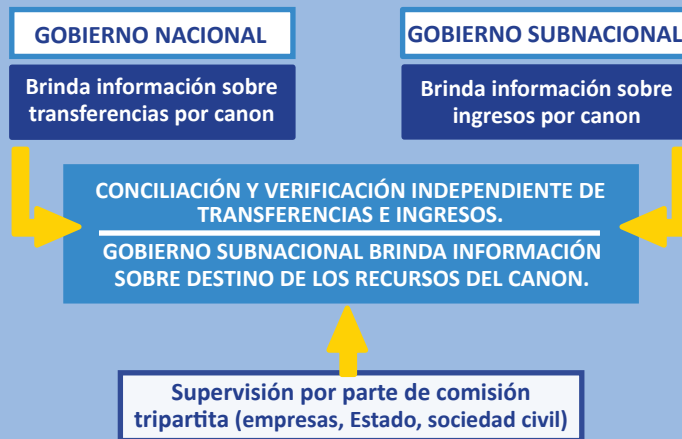 GOBIERNO NACIONAL
GOBIERNO SUBNACIONAL
Brinda información sobre
transferencias por canon
Brinda información sobre
ingresos por canon
CONCILIACIÓN Y VERIFICACIÓN INDEPENDIENTE DE
TRANSFERENCIAS E INGRESOS.
GOBIERNO SUBNACIONAL BRINDA INFORMACIÓN
SOBRE DESTINO DE LOS RECURSOS DEL CANON.
Supervisión por parte de comisión
tripartita (empresas, Estado, sociedad civil)